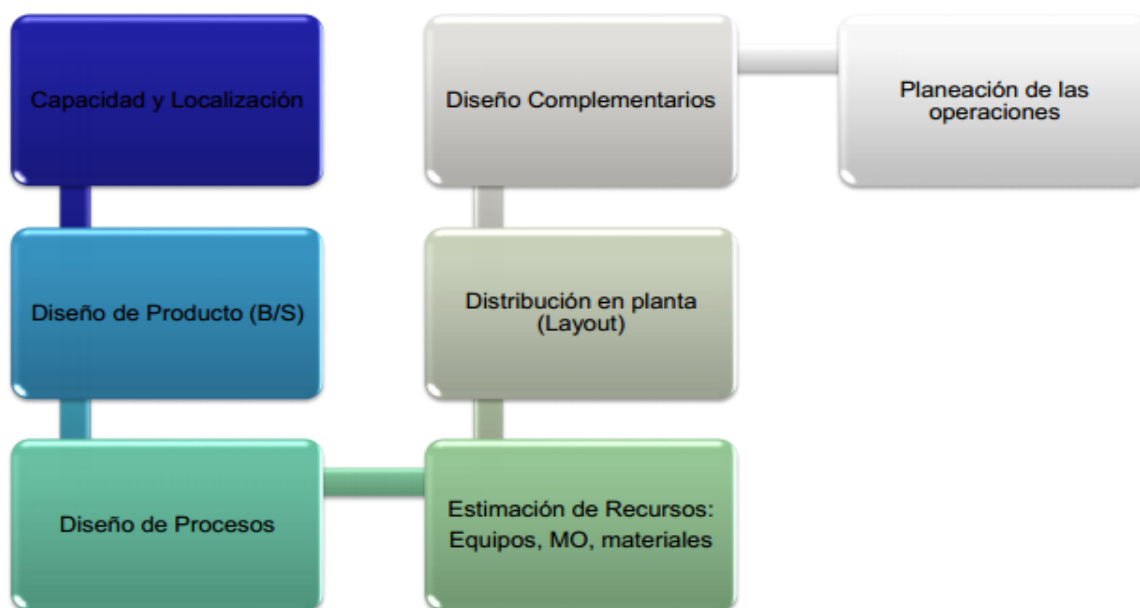 Capacidad y Localización
Diseño de Producto (B/S)
Diseño de Procesos
Estimación de Recursos:
Equipos, MO, materiales
Distribución en planta
(Layout)
Diseño Complementarios
Planeación de las
operaciones